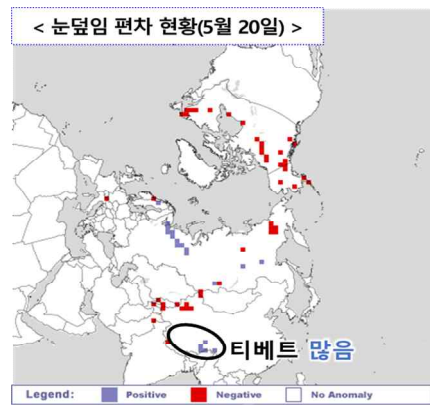 < 눈덮임 편차 현황(5월 20일) >
티베트 많음
Legend: Positive Negative No Anomaly